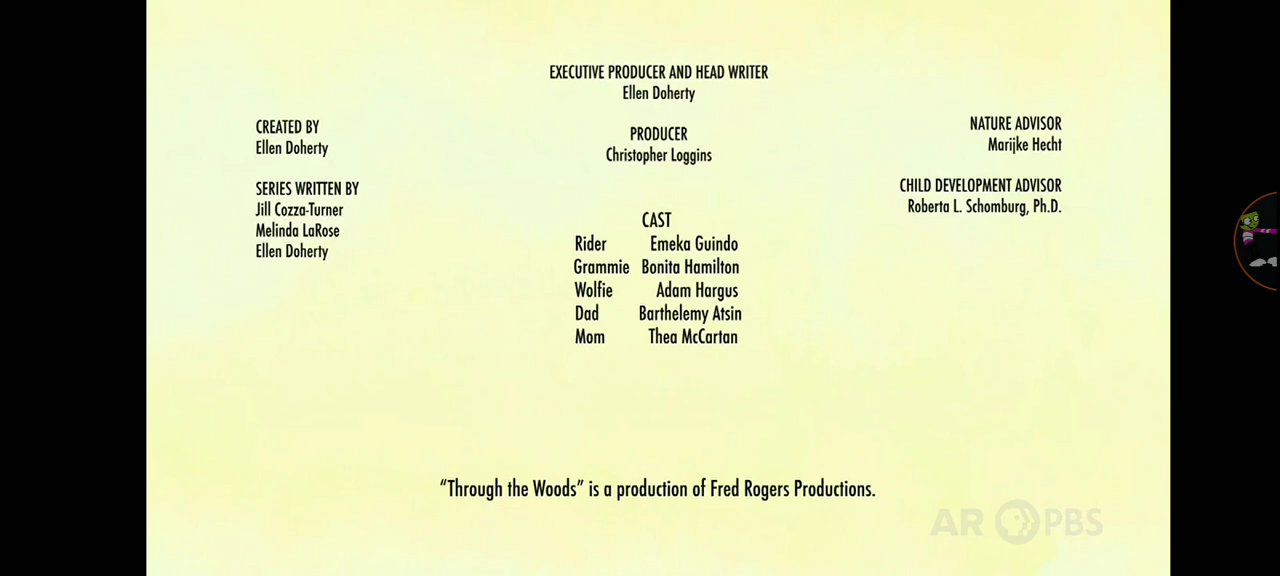 EXECUTIVE PRODUCER AND HEAD WRITER
Ellen Doherty
CREATED BY
Ellen Doherty
SERIES WRITTEN BY
Jill Cozza-Turner
Melinda LaRose
Ellen Doherty
PRODUCER
Christopher Loggins
NATURE ADVISOR
Marijke Hecht
CHILD DEVELOPMENT ADVISOR
Roberta L. Schomburg, Ph.D.
CAST
Rider Emeka Guindo
Grammie Bonita Hamilton
Wolfie Adam Hargus
Dad Barthelemy Atsin
Mom Thea McCartan
“Through the Woods” is a production of Fred Rogers Productions.
AR PBS